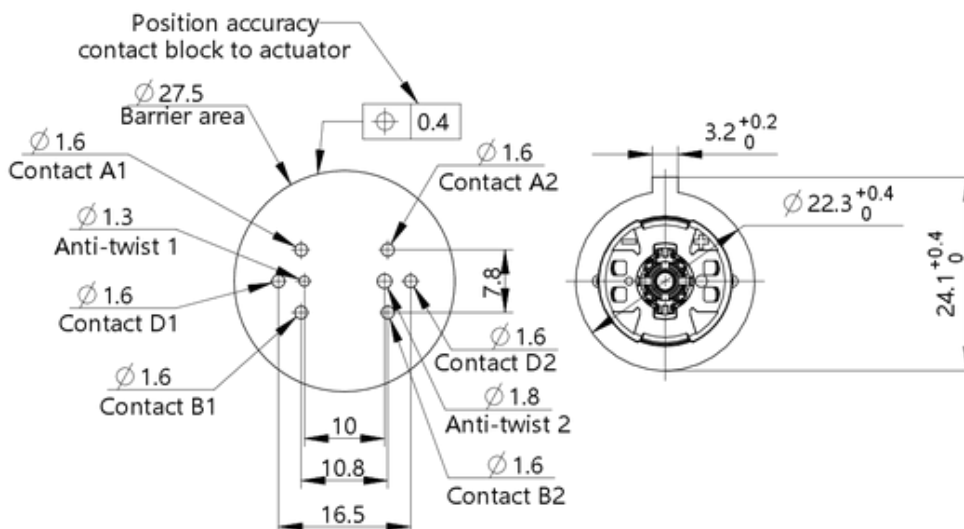 Position accuracy
contact block to actuator
⌀ 27.5
Barrier area
⌖ 0.4
⌀ 1.6
Contact A1
⌀ 1.6
Contact A2
⌀ 1.3
Anti-twist 1
7.8
⌀ 1.6
Contact D1
⌀ 1.6
Contact D2
⌀ 1.6
Contact B1
⌀ 1.8
Anti-twist 2
10
10.8
⌀ 1.6
Contact B2
16.5
3.2 +0.2 0
⌀ 22.3 +0.4 0
24.1 +0.4 0